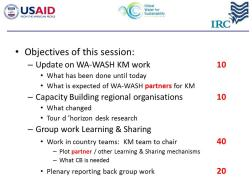 USAID
FROM THE AMERICAN PEOPLE
Global
Water for
Sustainability
IRC
• Objectives of this session:
– Update on WA-WASH KM work 10
• What has been done until today
• What is expected of WA-WASH partners for KM
– Capacity Building regional organisations 10
• What changed
• Tour d 'horizon desk research
– Group work Learning & Sharing
• Work in country teams: KM team to chair 40
– Plot partner / other Learning & Sharing mechanisms
– What CB is needed
• Plenary reporting back group work 20